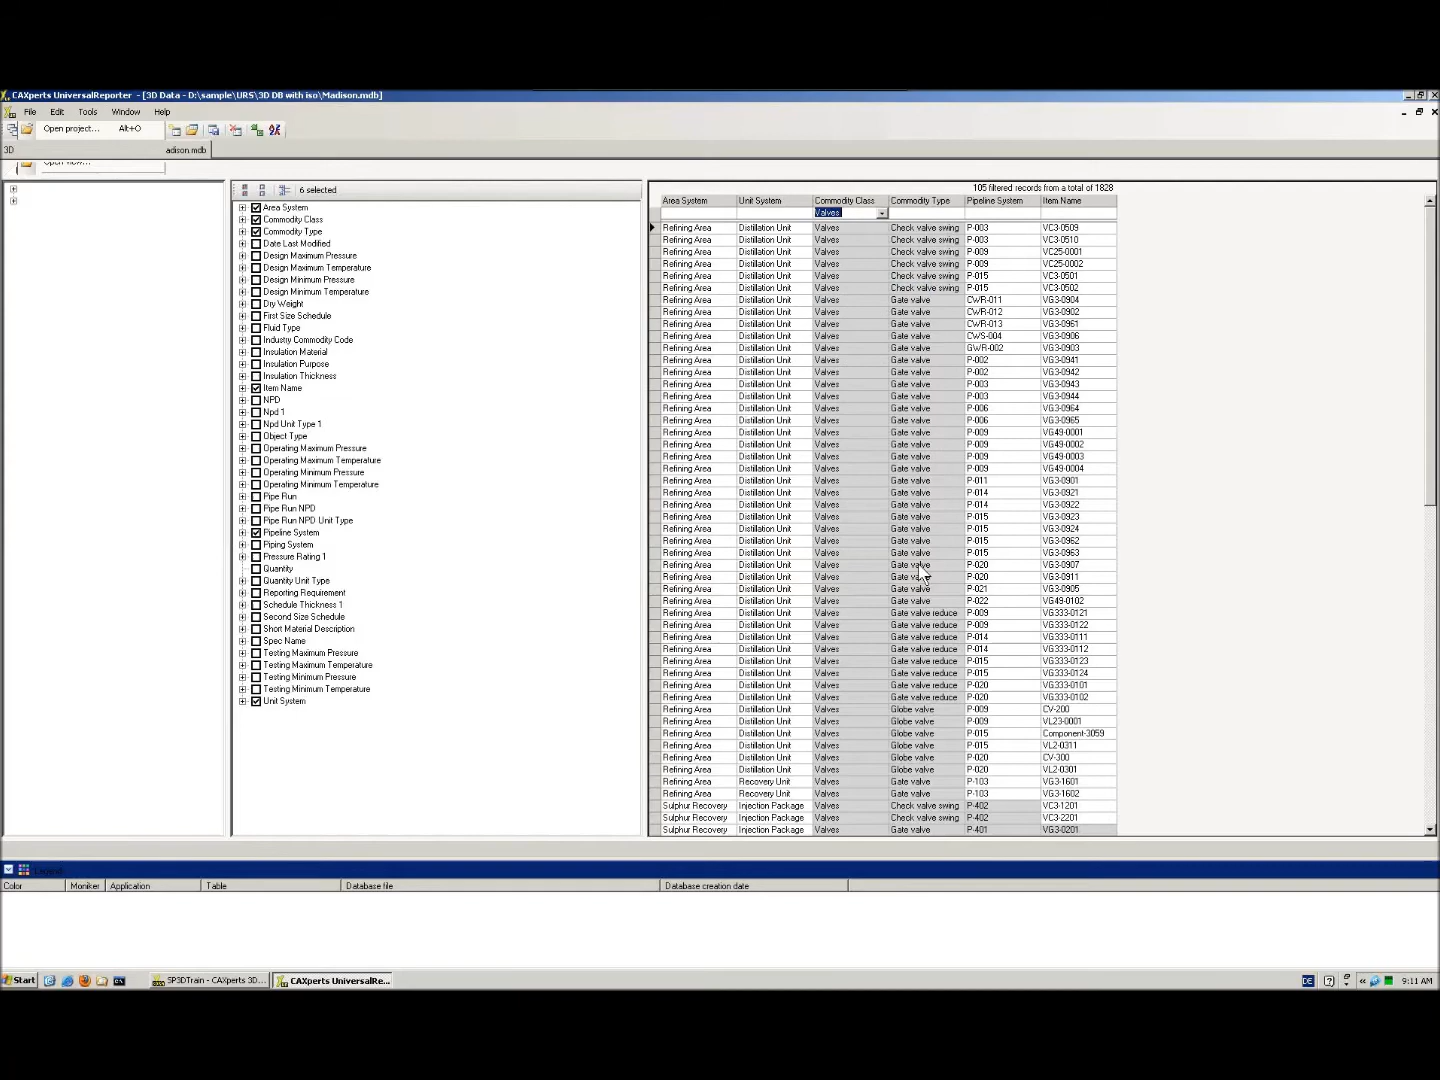 CAXperts UniversalReporter - [3D Data - D:\sample\URS\3D DB with iso\Madison.mdb]
File Edit Tools Window Help
Open project... Alt+O
3D adison.mdb
Open view...
6 selected
105 filtered records from a total of 1828
Area System
Commodity Class
Commodity Type
Date Last Modified
Design Maximum Pressure
Design Maximum Temperature
Design Minimum Pressure
Design Minimum Temperature
Dry Weight
First Size Schedule
Fluid Type
Industry Commodity Code
Insulation Material
Insulation Purpose
Insulation Thickness
Item Name
NPD
Npd 1
Npd Unit Type 1
Object Type
Operating Maximum Pressure
Operating Maximum Temperature
Operating Minimum Pressure
Operating Minimum Temperature
Pipe Run
Pipe Run NPD
Pipe Run NPD Unit Type
Pipeline System
Piping System
Pressure Rating 1
Quantity
Quantity Unit Type
Reporting Requirement
Schedule Thickness 1
Second Size Schedule
Short Material Description
Spec Name
Testing Maximum Pressure
Testing Maximum Temperature
Testing Minimum Pressure
Testing Minimum Temperature
Unit System
Area System Unit System Commodity Class Commodity Type Pipeline System Item Name
Valves
Refining Area Distillation Unit Valves Check valve swing P-003 VC3-0509
Refining Area Distillation Unit Valves Check valve swing P-003 VC3-0510
Refining Area Distillation Unit Valves Check valve swing P-009 VC25-0001
Refining Area Distillation Unit Valves Check valve swing P-009 VC25-0002
Refining Area Distillation Unit Valves Check valve swing P-015 VC3-0501
Refining Area Distillation Unit Valves Check valve swing P-015 VC3-0502
Refining Area Distillation Unit Valves Gate valve CWR-011 VG3-0904
Refining Area Distillation Unit Valves Gate valve CWR-012 VG3-0902
Refining Area Distillation Unit Valves Gate valve CWR-013 VG3-0961
Refining Area Distillation Unit Valves Gate valve CWS-004 VG3-0906
Refining Area Distillation Unit Valves Gate valve GWR-002 VG3-0903
Refining Area Distillation Unit Valves Gate valve P-002 VG3-0941
Refining Area Distillation Unit Valves Gate valve P-002 VG3-0942
Refining Area Distillation Unit Valves Gate valve P-003 VG3-0943
Refining Area Distillation Unit Valves Gate valve P-003 VG3-0944
Refining Area Distillation Unit Valves Gate valve P-006 VG3-0964
Refining Area Distillation Unit Valves Gate valve P-006 VG3-0965
Refining Area Distillation Unit Valves Gate valve P-009 VG49-0001
Refining Area Distillation Unit Valves Gate valve P-009 VG49-0002
Refining Area Distillation Unit Valves Gate valve P-009 VG49-0003
Refining Area Distillation Unit Valves Gate valve P-009 VG49-0004
Refining Area Distillation Unit Valves Gate valve P-011 VG3-0901
Refining Area Distillation Unit Valves Gate valve P-014 VG3-0921
Refining Area Distillation Unit Valves Gate valve P-014 VG3-0922
Refining Area Distillation Unit Valves Gate valve P-015 VG3-0923
Refining Area Distillation Unit Valves Gate valve P-015 VG3-0924
Refining Area Distillation Unit Valves Gate valve P-015 VG3-0962
Refining Area Distillation Unit Valves Gate valve P-015 VG3-0963
Refining Area Distillation Unit Valves Gate valve P-020 VG3-0907
Refining Area Distillation Unit Valves Gate valve P-020 VG3-0911
Refining Area Distillation Unit Valves Gate valve P-021 VG3-0905
Refining Area Distillation Unit Valves Gate valve P-022 VG49-0102
Refining Area Distillation Unit Valves Gate valve reduce P-009 VG333-0121
Refining Area Distillation Unit Valves Gate valve reduce P-009 VG333-0122
Refining Area Distillation Unit Valves Gate valve reduce P-014 VG333-0111
Refining Area Distillation Unit Valves Gate valve reduce P-014 VG333-0112
Refining Area Distillation Unit Valves Gate valve reduce P-015 VG333-0123
Refining Area Distillation Unit Valves Gate valve reduce P-015 VG333-0124
Refining Area Distillation Unit Valves Gate valve reduce P-020 VG333-0101
Refining Area Distillation Unit Valves Gate valve reduce P-020 VG333-0102
Refining Area Distillation Unit Valves Globe valve P-009 CV-200
Refining Area Distillation Unit Valves Globe valve P-009 VL23-0001
Refining Area Distillation Unit Valves Globe valve P-015 Component-3059
Refining Area Distillation Unit Valves Globe valve P-015 VL2-0311
Refining Area Distillation Unit Valves Globe valve P-020 CV-300
Refining Area Distillation Unit Valves Globe valve P-020 VL2-0301
Refining Area Recovery Unit Valves Gate valve P-103 VG3-1601
Refining Area Recovery Unit Valves Gate valve P-103 VG3-1602
Sulphur Recovery Injection Package Valves Check valve swing P-402 VC3-1201
Sulphur Recovery Injection Package Valves Check valve swing P-402 VC3-2201
Sulphur Recovery Injection Package Valves Gate valve P-401 VG3-0201
Color Moniker Application Table Database file Database creation date
Start SP3DTrain - CAXperts 3D... CAXperts UniversalRe... DE 9:11 AM